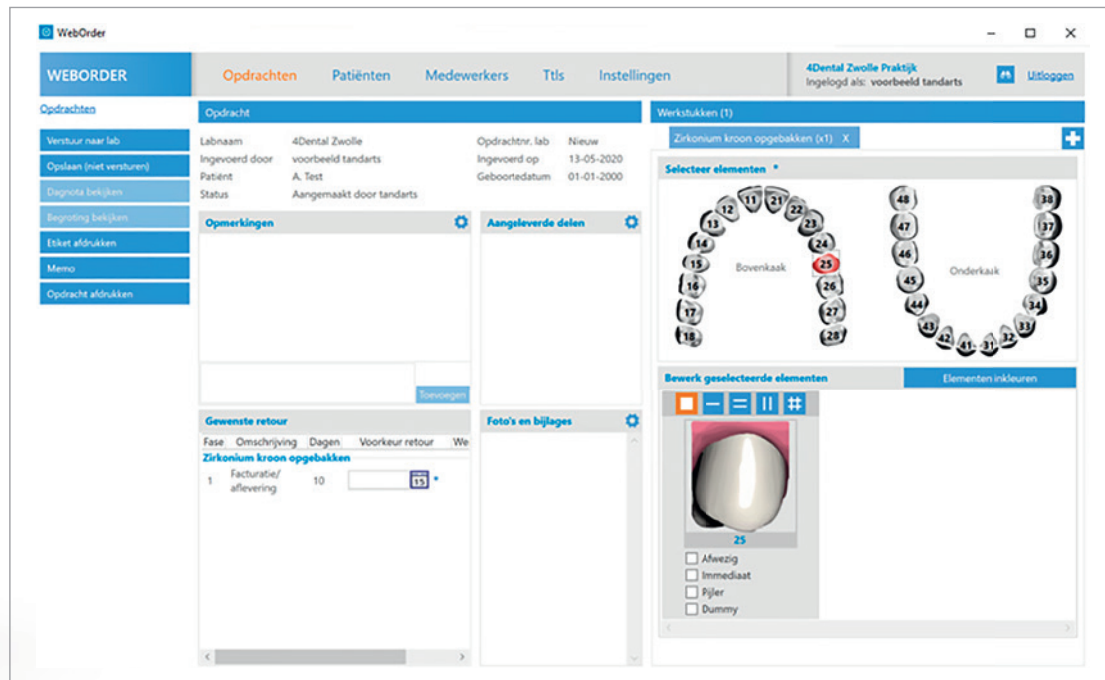 WebOrder
WEBORDER
Opdrachten Patiënten Medewerkers Ttls Instellingen
4Dental Zwolle Praktijk
Ingelogd als: voorbeeld tandarts
Uitloggen
Opdrachten
Verstuur naar lab
Opslaan (niet versturen)
Dagnota bekijken
Begroting bekijken
Etiket afdrukken
Memo
Opdracht afdrukken
Opdracht
Labnaam 4Dental Zwolle Opdrachtnr. lab Nieuw
Ingevoerd door voorbeeld tandarts Ingevoerd op 13-05-2020
Patiënt A. Test Geboortedatum 01-01-2000
Status Aangemaakt door tandarts
Opmerkingen
Toevoegen
Aangeleverde delen
Gewenste retour
Fase Omschrijving Dagen Voorkeur retour We
Zirkonium kroon opgebakken
1 Facturatie/ aflevering 10 15 *
Foto's en bijlages
Werkstukken (1)
Zirkonium kroon opgebakken (x1) X
Selecteer elementen *
11 21
12 22
13 23
14 24
15 Bovenkaak 25
16 26
17 27
18 28
48 38
47 37
46 36
Onderkaak
45 35
44 34
43 33
42 41 31 32
Bewerk geselecteerde elementen
Elementen inkleuren
25
Afwezig
Immediaat
Pijler
Dummy